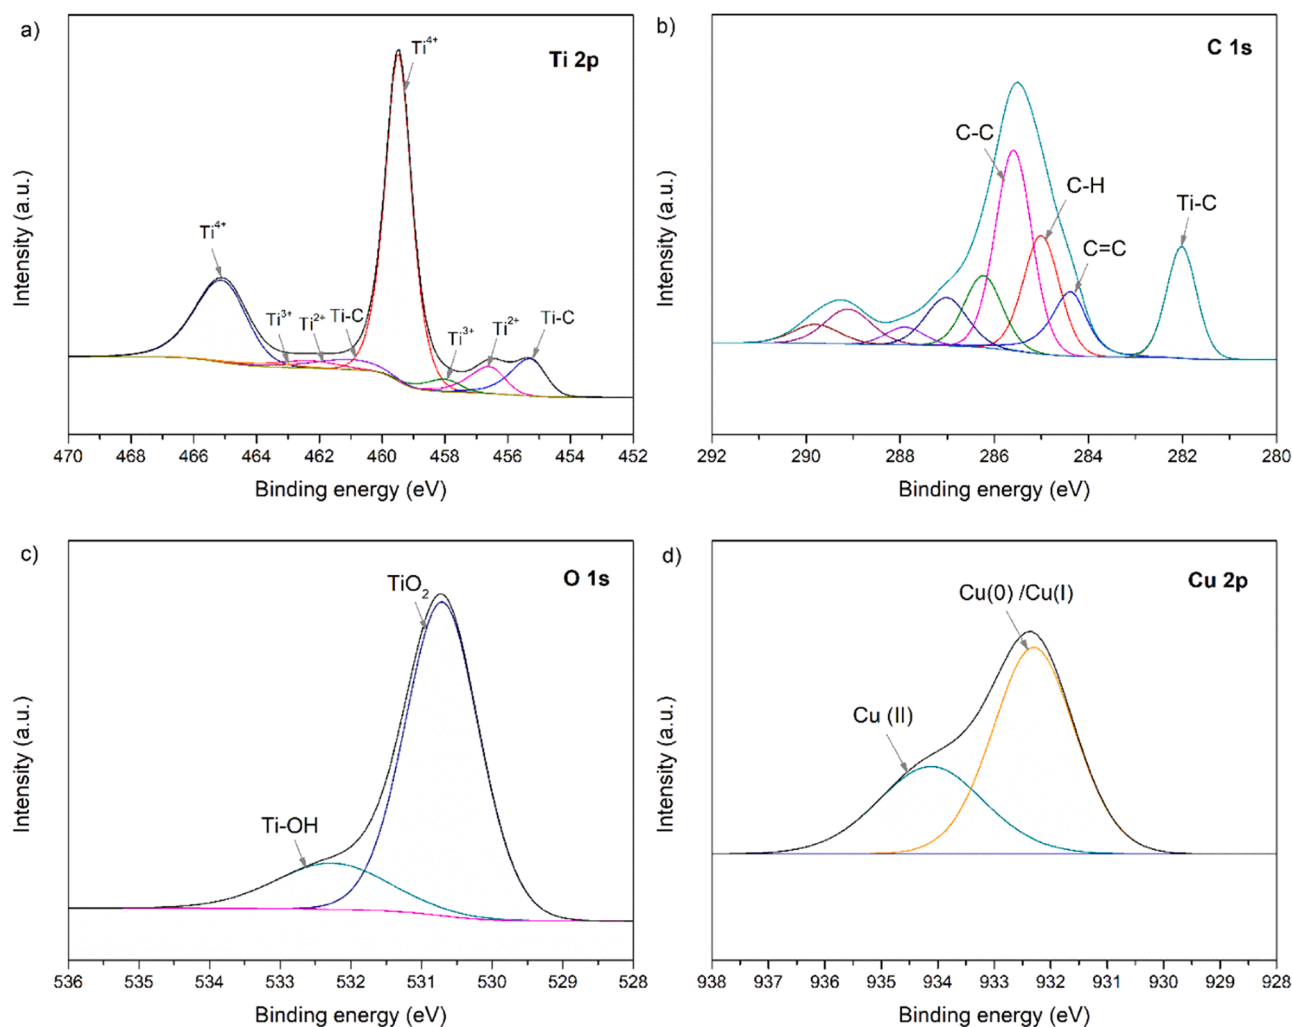 a)
Ti 2p
Ti⁴⁺
Ti⁴⁺
Ti³⁺
Ti²⁺
Ti-C
Ti³⁺
Ti²⁺
Ti-C
Intensity (a.u.)
470 468 466 464 462 460 458 456 454 452
Binding energy (eV)
b)
C 1s
C-C
C-H
C=C
Ti-C
Intensity (a.u.)
292 290 288 286 284 282 280
Binding energy (eV)
c)
O 1s
TiO₂
Ti-OH
Intensity (a.u.)
536 535 534 533 532 531 530 529 528
Binding energy (eV)
d)
Cu 2p
Cu(0) /Cu(I)
Cu (II)
Intensity (a.u.)
938 937 936 935 934 933 932 931 930 929 928
Binding energy (eV)